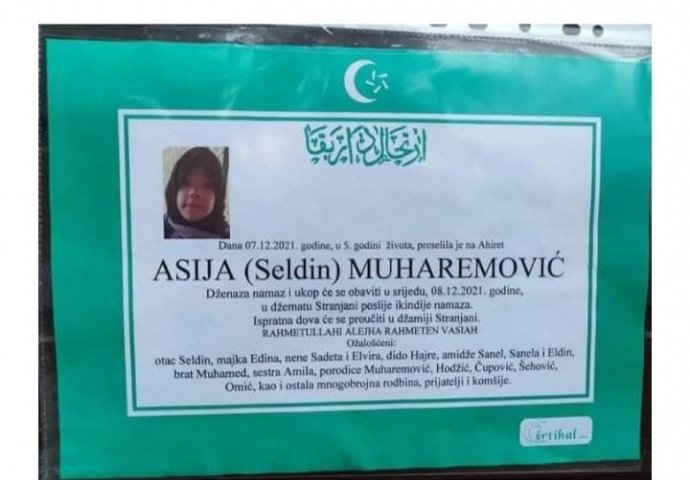 Dana 07.12.2021. godine, u 5. godini života, preselila je na Ahiret
ASIJA (Seldin) MUHAREMOVIĆ
Dženaza namaz i ukop će se obaviti u srijedu, 08.12.2021. godine,
u džematu Stranjani poslije ikindije namaza.
Ispratna dova će se proučiti u džamiji Stranjani.
RAHMETULLAHI ALEJHA RAHMETEN VASIAH
Ožalošćeni:
otac Seldin, majka Edina, nene Sadeta i Elvira, dido Hajre, amidže Sanel, Sanela i Eldin,
brat Muhamed, sestra Amila, porodice Muharemović, Hodžić, Čupović, Šehović,
Omić, kao i ostala mnogobrojna rodbina, prijatelji i komšije.
irtihal